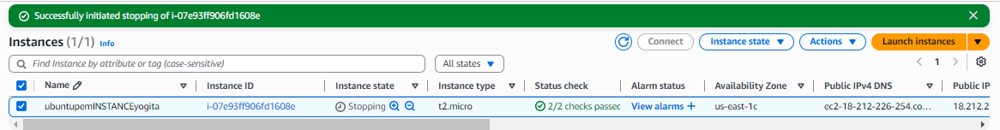 Successfully initiated stopping of i-07e93ff906fd1608e
Instances (1/1) Info Connect Instance state Actions Launch instances
Find Instance by attribute or tag (case-sensitive) All states 1
Name Instance ID Instance state Instance type Status check Alarm status Availability Zone Public IPv4 DNS Public IP
ubuntupemINSTANCEyogita i-07e93ff906fd1608e Stopping t2.micro 2/2 checks passed View alarms + us-east-1c ec2-18-212-226-254.co... 18.212.2